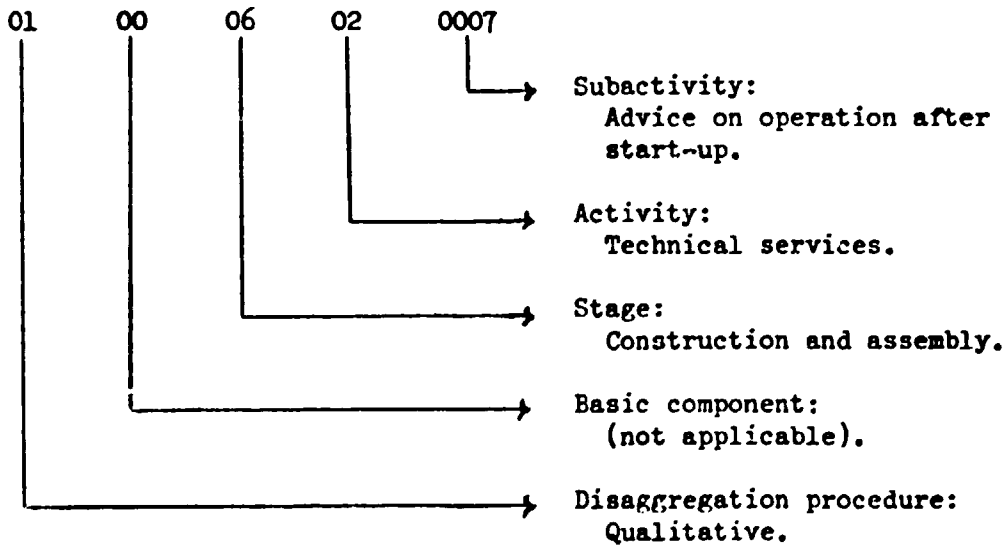 01 00 06 02 0007
Subactivity:
Advice on operation after
start-up.
Activity:
Technical services.
Stage:
Construction and assembly.
Basic component:
(not applicable).
Disaggregation procedure:
Qualitative.